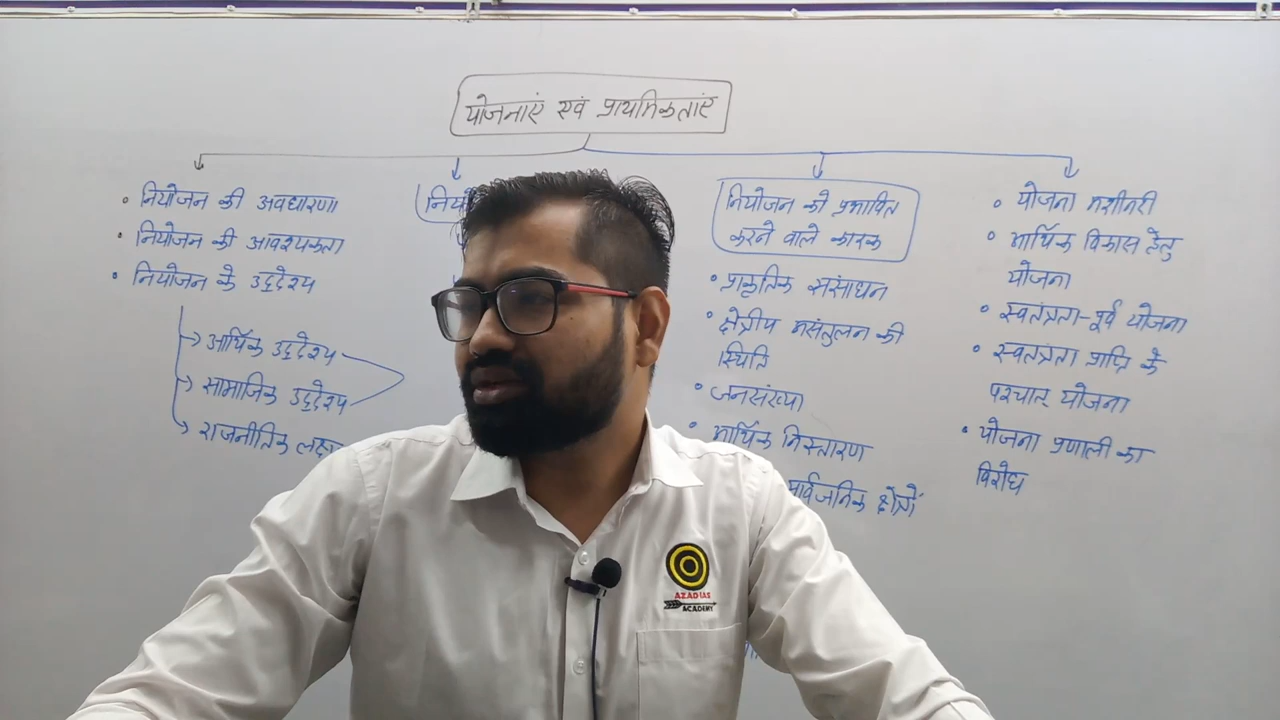 योजनाएं एवं प्राथमिकताएं
• नियोजन की अवधारणा
• नियोजन की आवश्यकता
• नियोजन के उद्देश्य
→ आर्थिक उद्देश्य
→ सामाजिक उद्देश्य
→ राजनीतिक
नियोजन को प्रभावित
करने वाले कारक
• प्राकृतिक संसाधन
• क्षेत्रीय असंतुलन की
स्थिति
• जनसंख्या
• आर्थिक विस्तारण
सार्वजनिक क्षेत्रों
• योजना मशीनरी
• आर्थिक विकास हेतु
योजना
• स्वतंत्रता-पूर्व योजना
• स्वतंत्रता प्राप्ति के
पश्चात् योजना
• योजना प्रणाली का
विरोध
AZAD IAS
ACADEMY